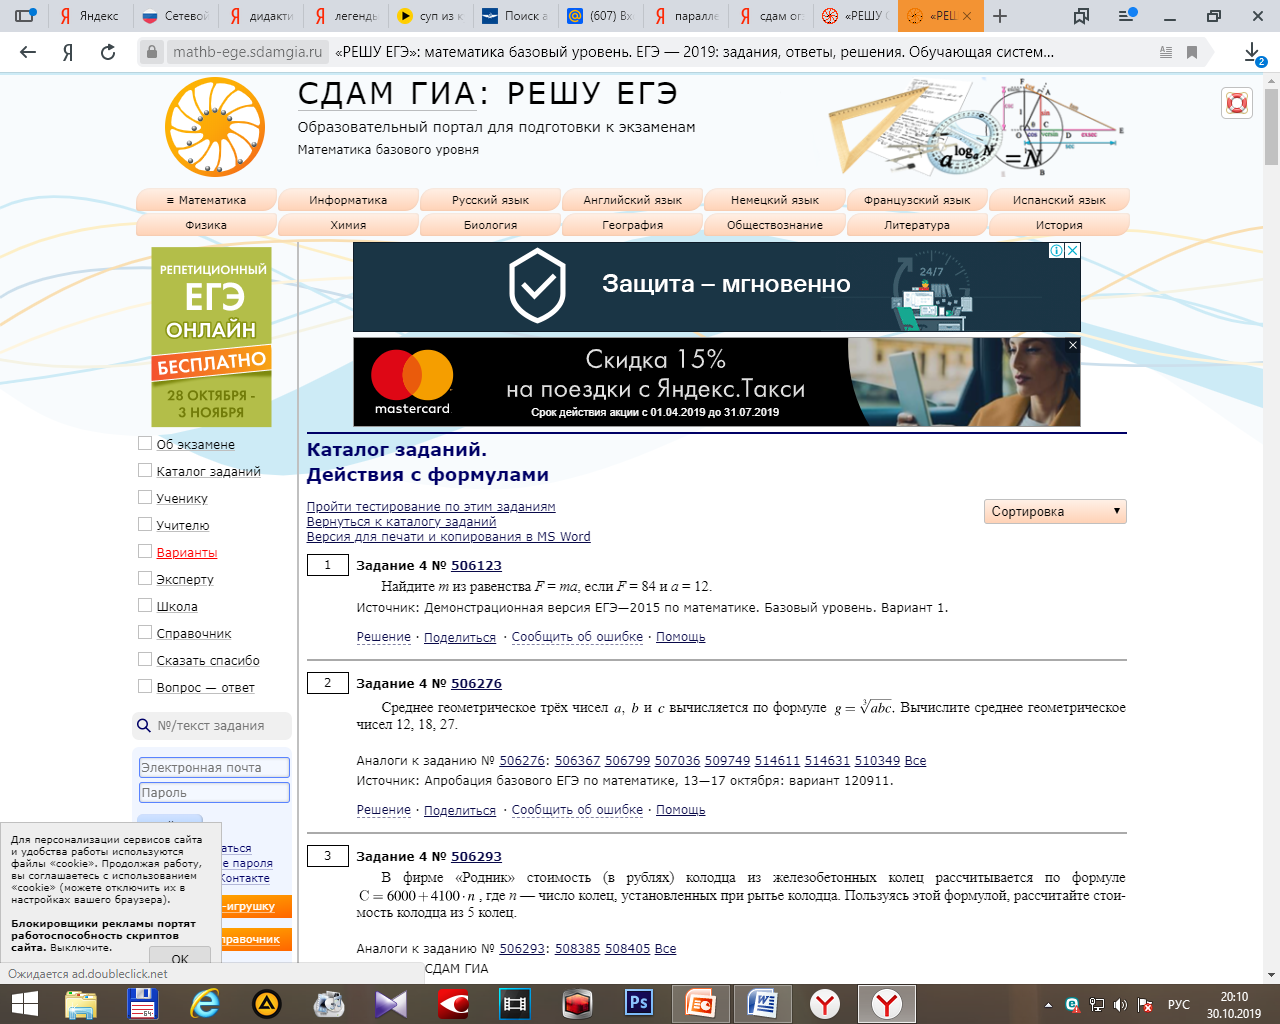 Яндекс
Сетевой
дидакти
легенды
суп из к
Поиск а
(607) Вх
паралле
сдам ог
«РЕШУ
«РЕШ
mathb-ege.sdamgia.ru
«РЕШУ ЕГЭ»: математика базовый уровень. ЕГЭ — 2019: задания, ответы, решения. Обучающая систем...
2
СДАМ ГИА: РЕШУ ЕГЭ
Образовательный портал для подготовки к экзаменам
Математика базового уровня
≡ Математика
Информатика
Русский язык
Английский язык
Немецкий язык
Французский язык
Испанский язык
Физика
Химия
Биология
География
Обществознание
Литература
История
РЕПЕТИЦИОННЫЙ
ЕГЭ
ОНЛАЙН
БЕСПЛАТНО
28 ОКТЯБРЯ -
3 НОЯБРЯ
Защита – мгновенно
24/7
mastercard
Скидка 15%
на поездки с Яндекс.Такси
Срок действия акции с 01.04.2019 до 31.07.2019
Об экзамене
Каталог заданий
Ученику
Учителю
Варианты
Эксперту
Школа
Справочник
Сказать спасибо
Вопрос — ответ
№/текст задания
Электронная почта
Пароль
Каталог заданий.
Действия с формулами
Пройти тестирование по этим заданиям
Вернуться к каталогу заданий
Версия для печати и копирования в MS Word
Сортировка
1
Задание 4 № 506123
Найдите m из равенства F = ma, если F = 84 и a = 12.
Источник: Демонстрационная версия ЕГЭ—2015 по математике. Базовый уровень. Вариант 1.
Решение · Поделиться · Сообщить об ошибке · Помощь
2
Задание 4 № 506276
Среднее геометрическое трёх чисел a, b и c вычисляется по формуле g = ∛abc. Вычислите среднее геометрическое
чисел 12, 18, 27.
Аналоги к заданию № 506276: 506367 506799 507036 509749 514611 514631 510349 Все
Источник: Апробация базового ЕГЭ по математике, 13—17 октября: вариант 120911.
Решение · Поделиться · Сообщить об ошибке · Помощь
3
Задание 4 № 506293
В фирме «Родник» стоимость (в рублях) колодца из железобетонных колец рассчитывается по формуле
C = 6000 + 4100 · n , где n — число колец, установленных при рытье колодца. Пользуясь этой формулой, рассчитайте стои-
мость колодца из 5 колец.
Аналоги к заданию № 506293: 508385 508405 Все
СДАМ ГИА
Для персонализации сервисов сайта
и удобства работы используются
файлы «cookie». Продолжая работу,
вы соглашаетесь с использованием
«cookie» (можете отключить их в
настройках вашего браузера).
Блокировщики рекламы портят
работоспособность скриптов
сайта. Выключите.
OK
аться
е пароля
Контакте
-игрушку
правочник
Ожидается ad.doubleclick.net
64
Ps
РУС
20:10
30.10.2019